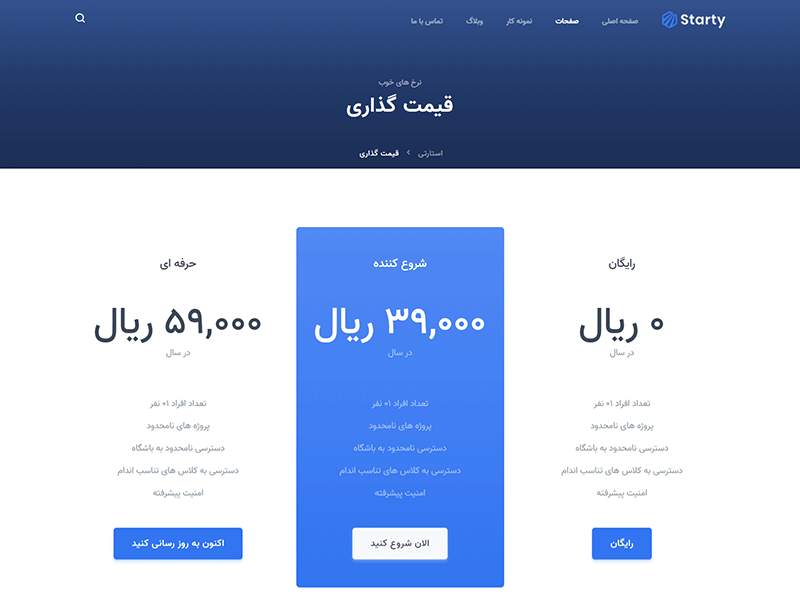 Starty
صفحه اصلی
صفحات
نمونه کار
وبلاگ
تماس با ما
نرخ های خوب
قیمت گذاری
استارتی › قیمت گذاری
رایگان
۰ ریال
در سال
تعداد افراد ۱۰ نفر
پروژه های نامحدود
دسترسی نامحدود به باشگاه
دسترسی به کلاس های تناسب اندام
امنیت پیشرفته
رایگان
شروع کننده
۳۹,۰۰۰ ریال
در سال
تعداد افراد ۱۰ نفر
پروژه های نامحدود
دسترسی نامحدود به باشگاه
دسترسی به کلاس های تناسب اندام
امنیت پیشرفته
الان شروع کنید
حرفه ای
۵۹,۰۰۰ ریال
در سال
تعداد افراد ۱۰ نفر
پروژه های نامحدود
دسترسی نامحدود به باشگاه
دسترسی به کلاس های تناسب اندام
امنیت پیشرفته
اکنون به روز رسانی کنید